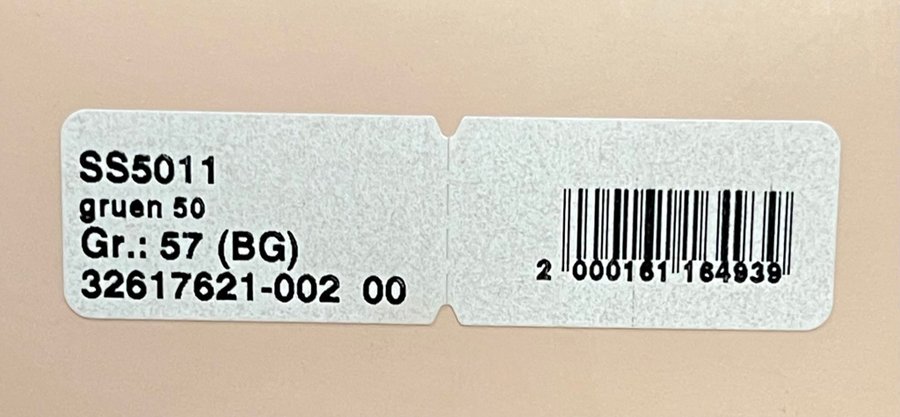 SS5011
gruen 50
Gr.: 57 (BG)
32617621-002 00
2 000161 164939